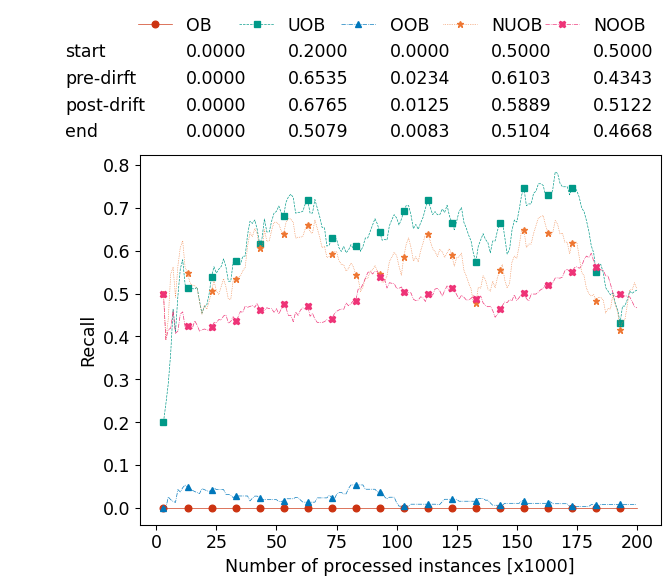 OB UOB OOB NUOB NOOB
start 0.0000 0.2000 0.0000 0.5000 0.5000
pre-dirft 0.0000 0.6535 0.0234 0.6103 0.4343
post-drift 0.0000 0.6765 0.0125 0.5889 0.5122
end 0.0000 0.5079 0.0083 0.5104 0.4668
0.8
0.7
0.6
0.5
0.4
0.3
0.2
0.1
0.0
Recall
0 25 50 75 100 125 150 175 200
Number of processed instances [x1000]